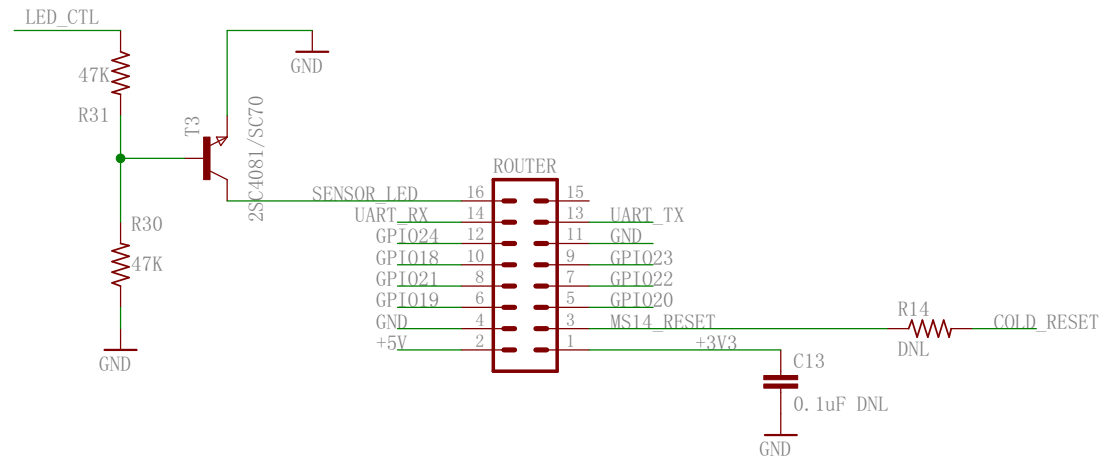 LED_CTL
47K
R31
GND
T3
2SC4081/SC70
R30
47K
GND
ROUTER
SENSOR_LED 16 15
UART_RX 14 13 UART_TX
GPIO24 12 11 GND
GPIO18 10 9 GPIO23
GPIO21 8 7 GPIO22
GPIO19 6 5 GPIO20
GND 4 3 MS14_RESET
+5V 2 1 +3V3
R14
DNL
COLD_RESET
C13
0.1uF DNL
GND